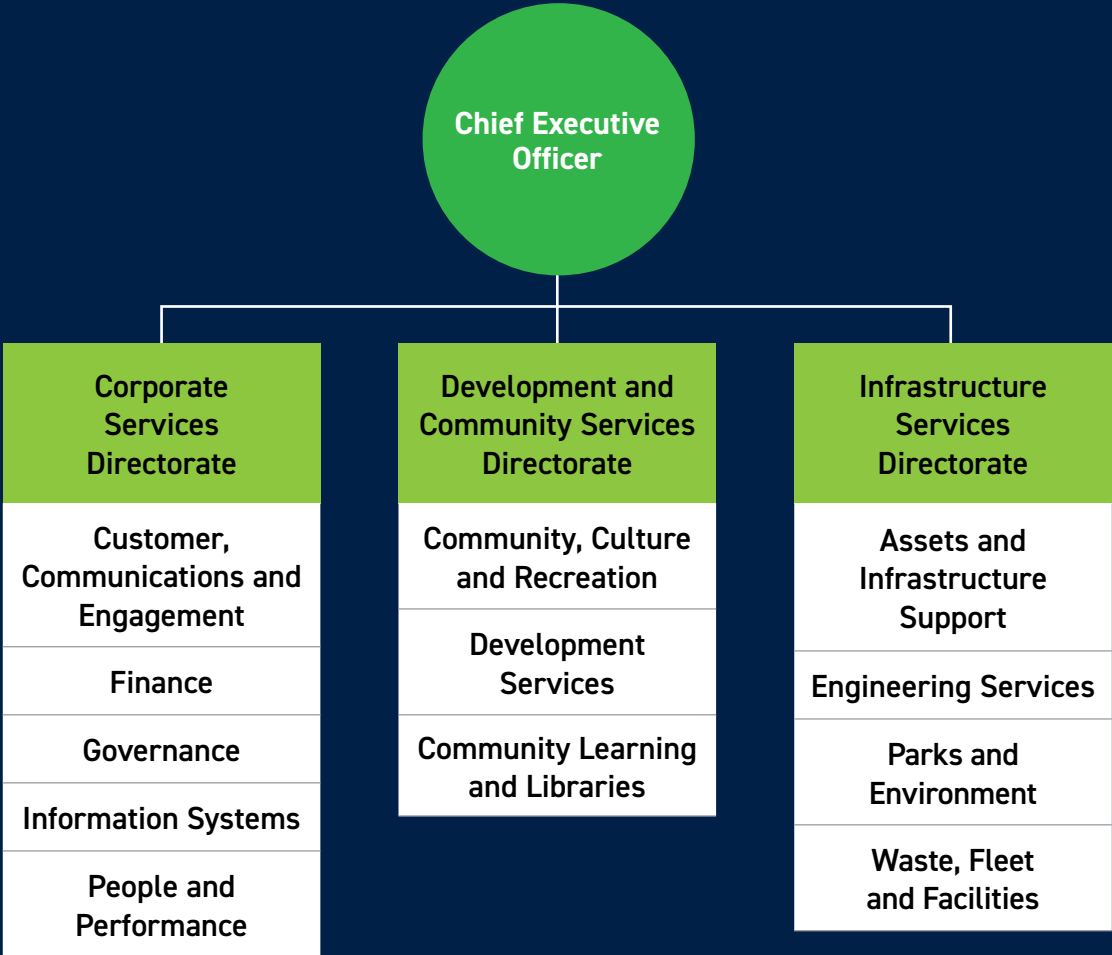 Chief Executive
Officer
Corporate
Services
Directorate
Customer,
Communications and
Engagement
Finance
Governance
Information Systems
People and
Performance
Development and
Community Services
Directorate
Community, Culture
and Recreation
Development
Services
Community Learning
and Libraries
Infrastructure
Services
Directorate
Assets and
Infrastructure
Support
Engineering Services
Parks and
Environment
Waste, Fleet
and Facilities